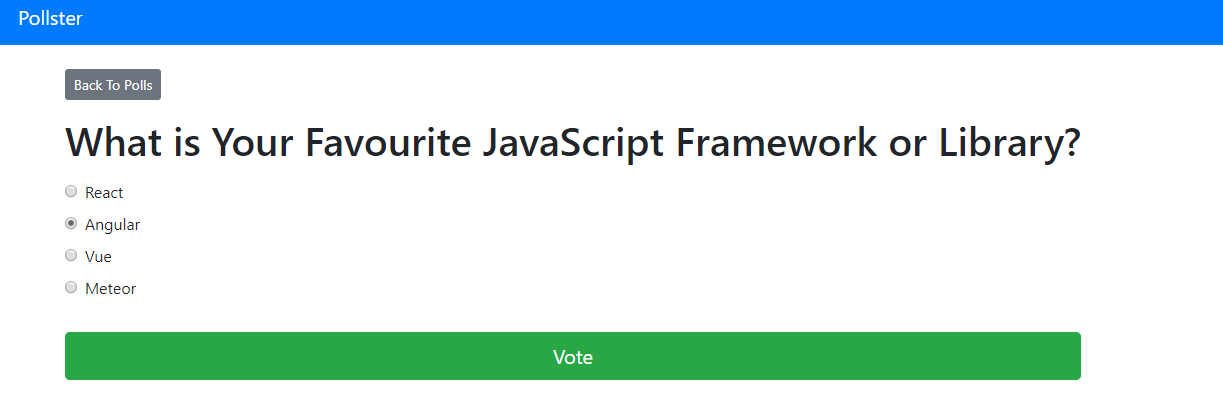 Pollster
Back To Polls
What is Your Favourite JavaScript Framework or Library?
React
Angular
Vue
Meteor
Vote